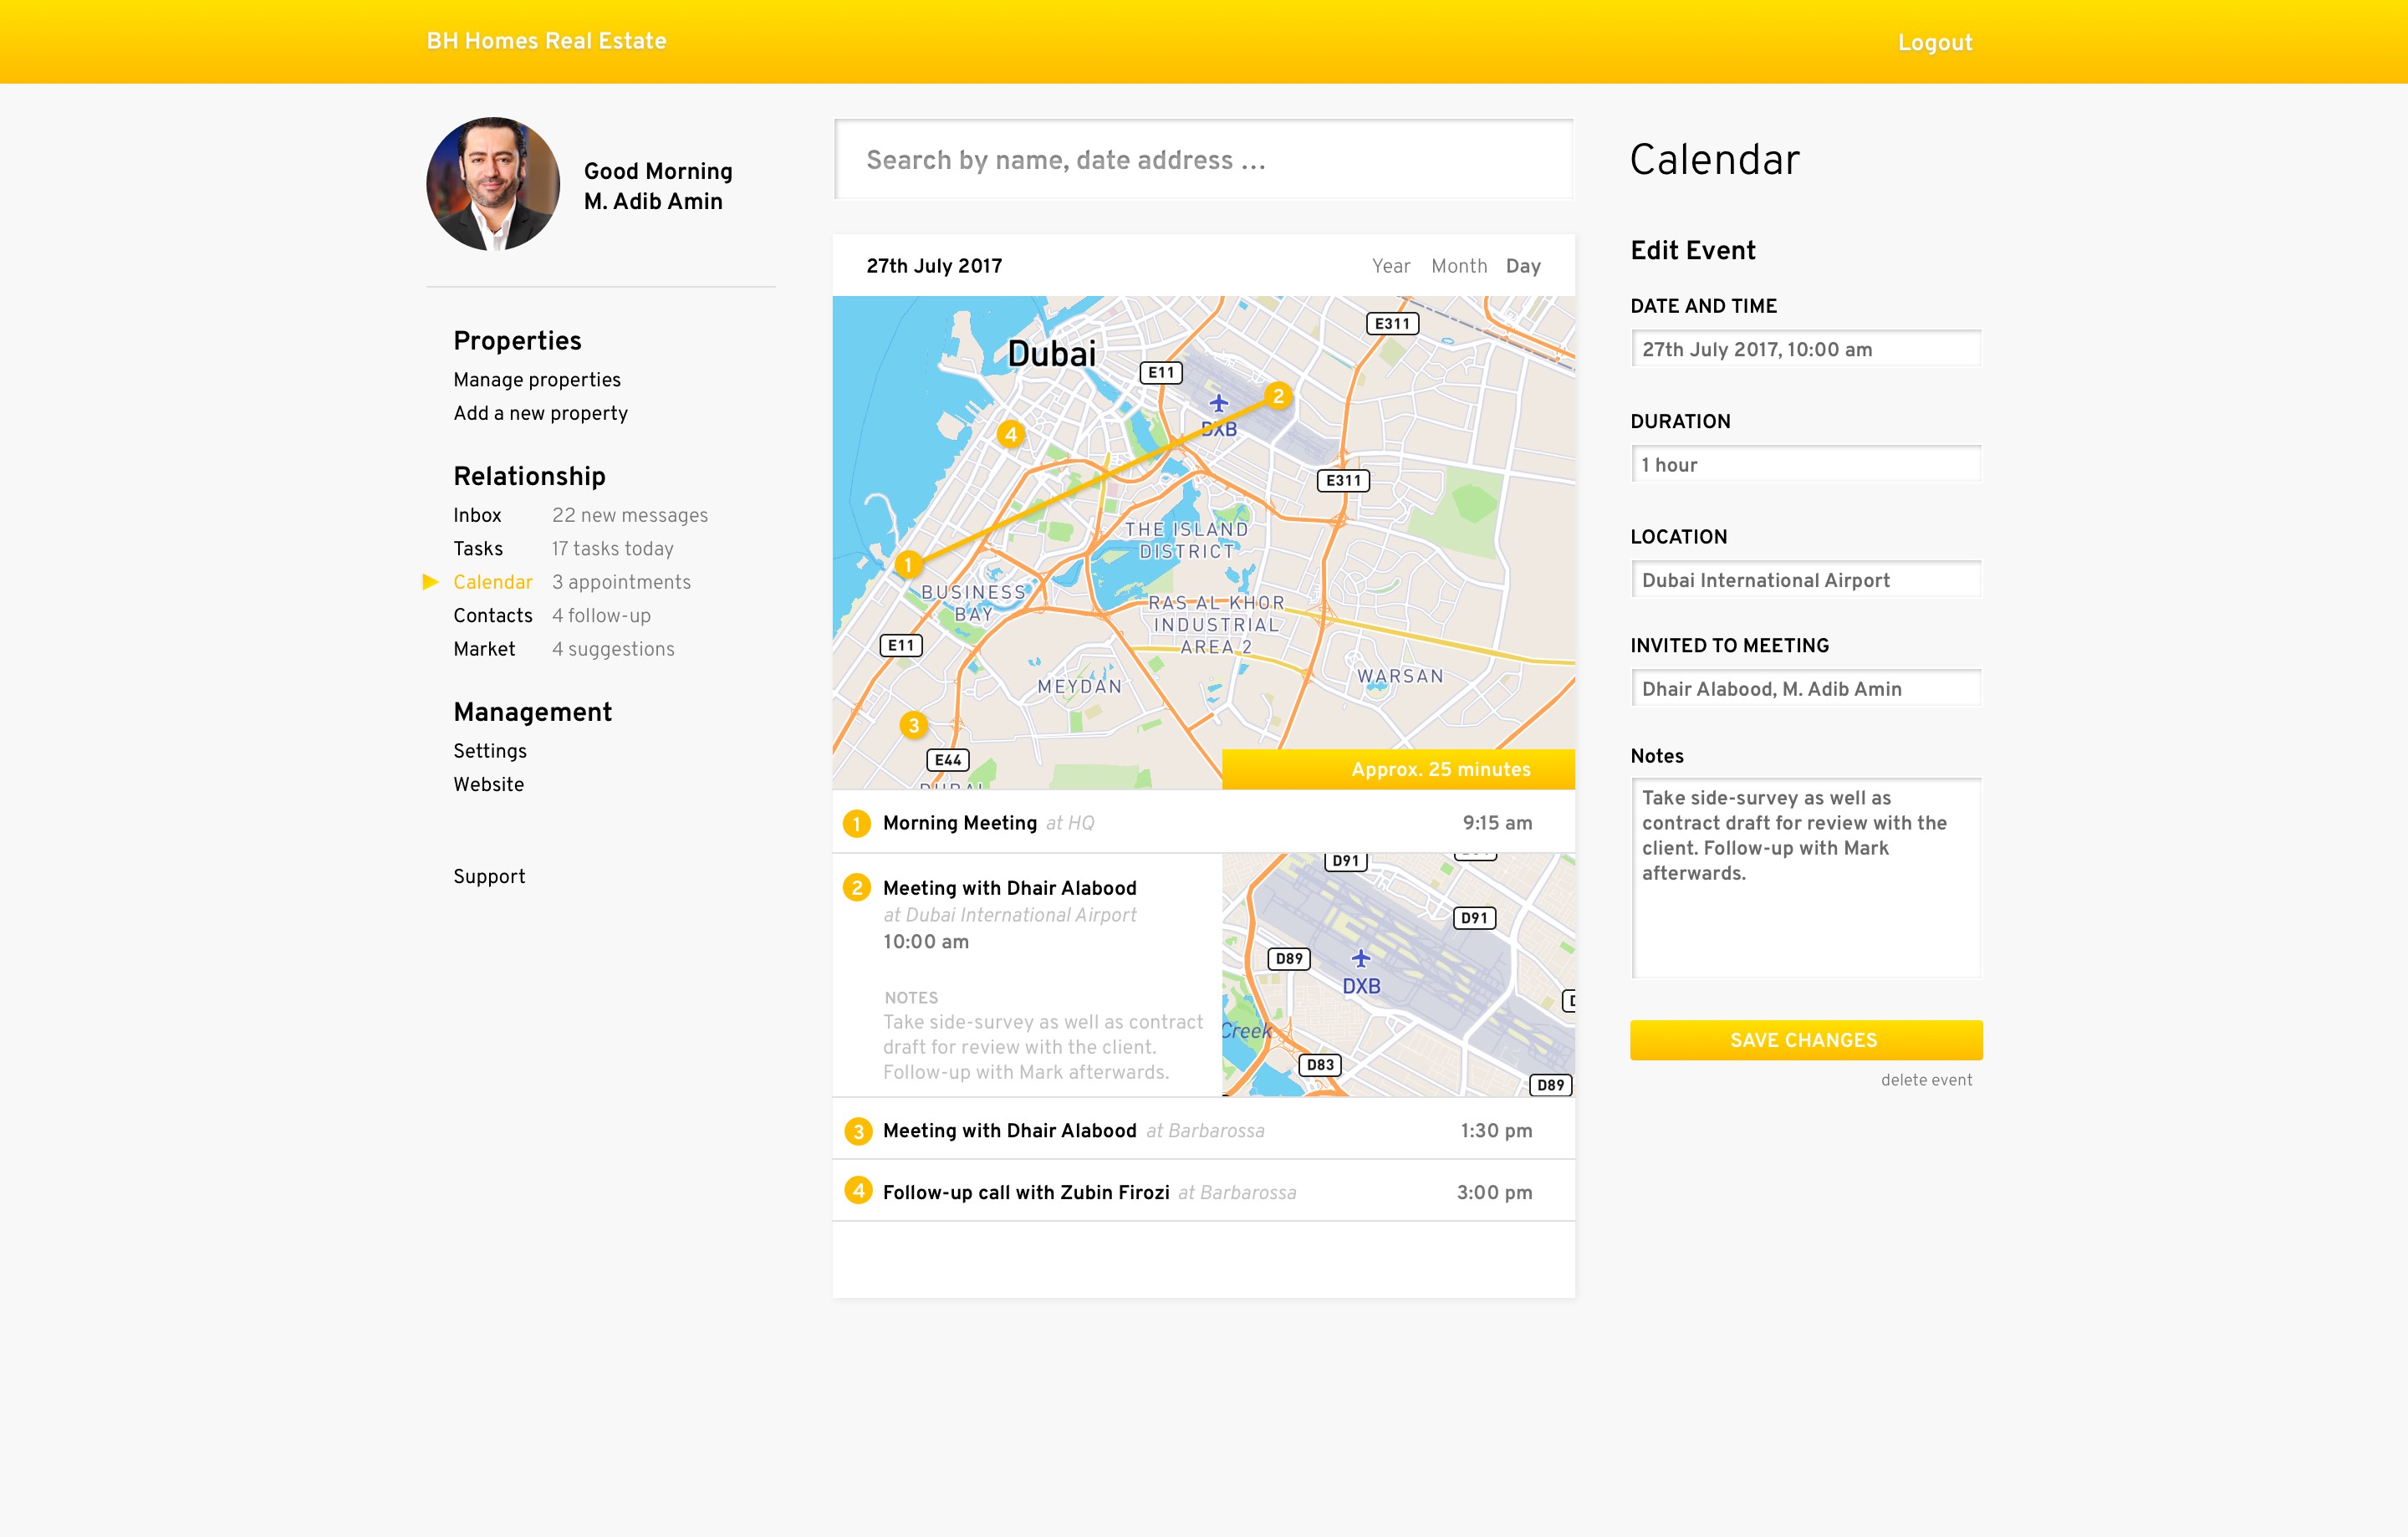 BH Homes Real Estate
Logout
Good Morning
M. Adib Amin
Properties
Manage properties
Add a new property
Relationship
Inbox 22 new messages
Tasks 17 tasks today
Calendar 3 appointments
Contacts 4 follow-up
Market 4 suggestions
Management
Settings
Website
Support
Search by name, date address ...
27th July 2017
Year Month Day
Dubai
E311
E11
2
DXB
4
E311
THE ISLAND
DISTRICT
1
BUSINESS
BAY
RAS AL KHOR
INDUSTRIAL
AREA 2
E11
MEYDAN
WARSAN
3
E44
Approx. 25 minutes
1 Morning Meeting at HQ 9:15 am
2 Meeting with Dhair Alabood
at Dubai International Airport
10:00 am
NOTES
Take side-survey as well as contract
draft for review with the client.
Follow-up with Mark afterwards.
D91
D91
D89
DXB
Creek
D83
D89
3 Meeting with Dhair Alabood at Barbarossa 1:30 pm
4 Follow-up call with Zubin Firozi at Barbarossa 3:00 pm
Calendar
Edit Event
DATE AND TIME
27th July 2017, 10:00 am
DURATION
1 hour
LOCATION
Dubai International Airport
INVITED TO MEETING
Dhair Alabood, M. Adib Amin
Notes
Take side-survey as well as
contract draft for review with the
client. Follow-up with Mark
afterwards.
SAVE CHANGES
delete event